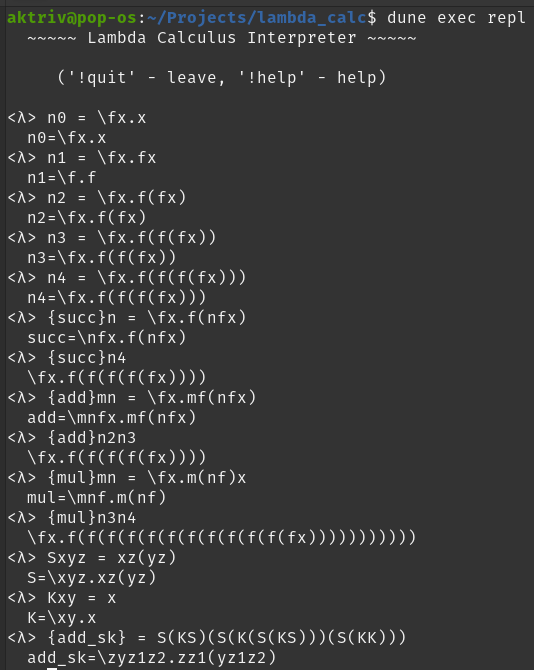 aktriv@pop-os:~/Projects/lambda_calc$ dune exec repl
~~~~~ Lambda Calculus Interpreter ~~~~~
('!quit' - leave, '!help' - help)
<λ> n0 = \fx.x
n0=\fx.x
<λ> n1 = \fx.fx
n1=\f.f
<λ> n2 = \fx.f(fx)
n2=\fx.f(fx)
<λ> n3 = \fx.f(f(fx))
n3=\fx.f(f(fx))
<λ> n4 = \fx.f(f(f(fx)))
n4=\fx.f(f(f(fx)))
<λ> {succ}n = \fx.f(nfx)
succ=\nfx.f(nfx)
<λ> {succ}n4
\fx.f(f(f(f(fx))))
<λ> {add}mn = \fx.mf(nfx)
add=\mnfx.mf(nfx)
<λ> {add}n2n3
\fx.f(f(f(f(fx))))
<λ> {mul}mn = \fx.m(nf)x
mul=\mnf.m(nf)
<λ> {mul}n3n4
\fx.f(f(f(f(f(f(f(f(f(f(f(fx)))))))))))
<λ> Sxyz = xz(yz)
S=\xyz.xz(yz)
<λ> Kxy = x
K=\xy.x
<λ> {add_sk} = S(KS)(S(K(S(KS)))(S(KK)))
add_sk=\zyz1z2.zz1(yz1z2)